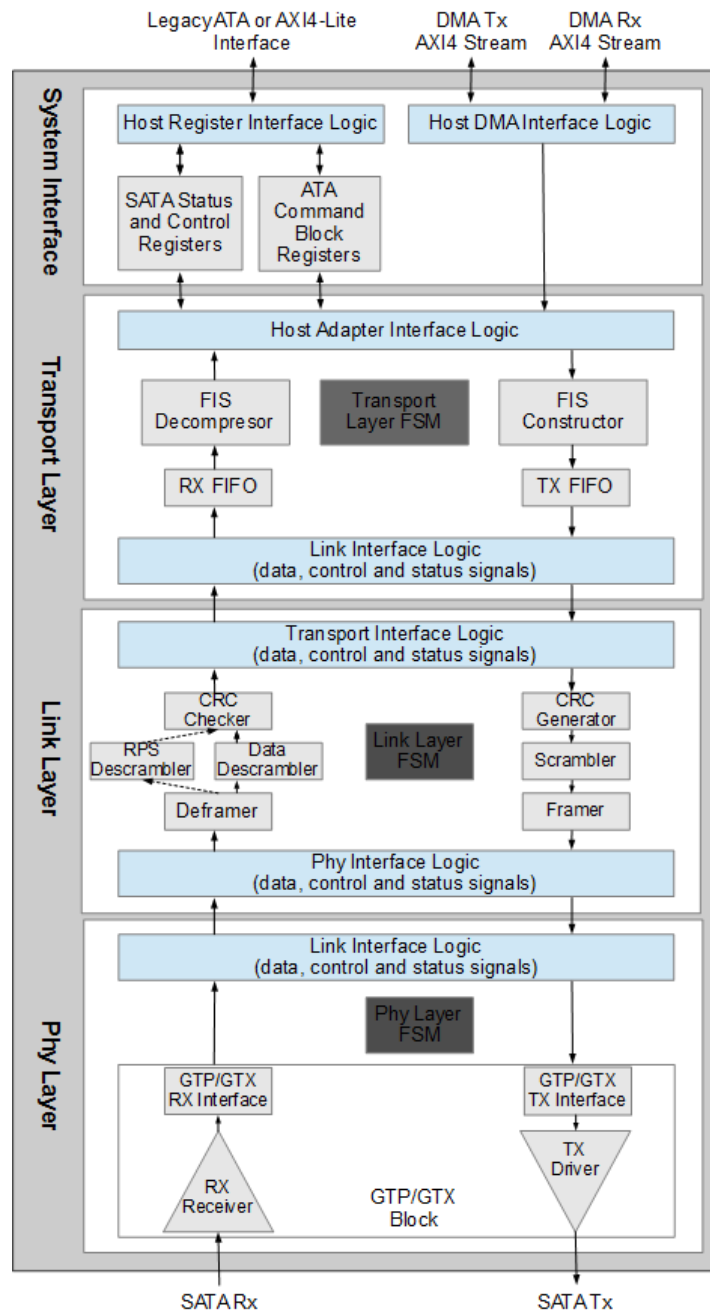 Legacy ATA or AXI4-Lite
Interface
DMA Tx
AXI4 Stream
DMA Rx
AXI4 Stream
System Interface
Host Register Interface Logic
Host DMA Interface Logic
SATA Status
and Control
Registers
ATA
Command
Block
Registers
Transport Layer
Host Adapter Interface Logic
FIS
Decompresor
Transport
Layer FSM
FIS
Constructor
RX FIFO
TX FIFO
Link Interface Logic
(data, control and status signals)
Link Layer
Transport Interface Logic
(data, control and status signals)
CRC
Checker
CRC
Generator
RPS
Descrambler
Data
Descrambler
Link Layer
FSM
Scrambler
Deframer
Framer
Phy Interface Logic
(data, control and status signals)
Phy Layer
Link Interface Logic
(data, control and status signals)
Phy Layer
FSM
GTP/GTX
RX Interface
GTP/GTX
TX Interface
RX
Receiver
TX
Driver
GTP/GTX
Block
SATA Rx
SATA Tx